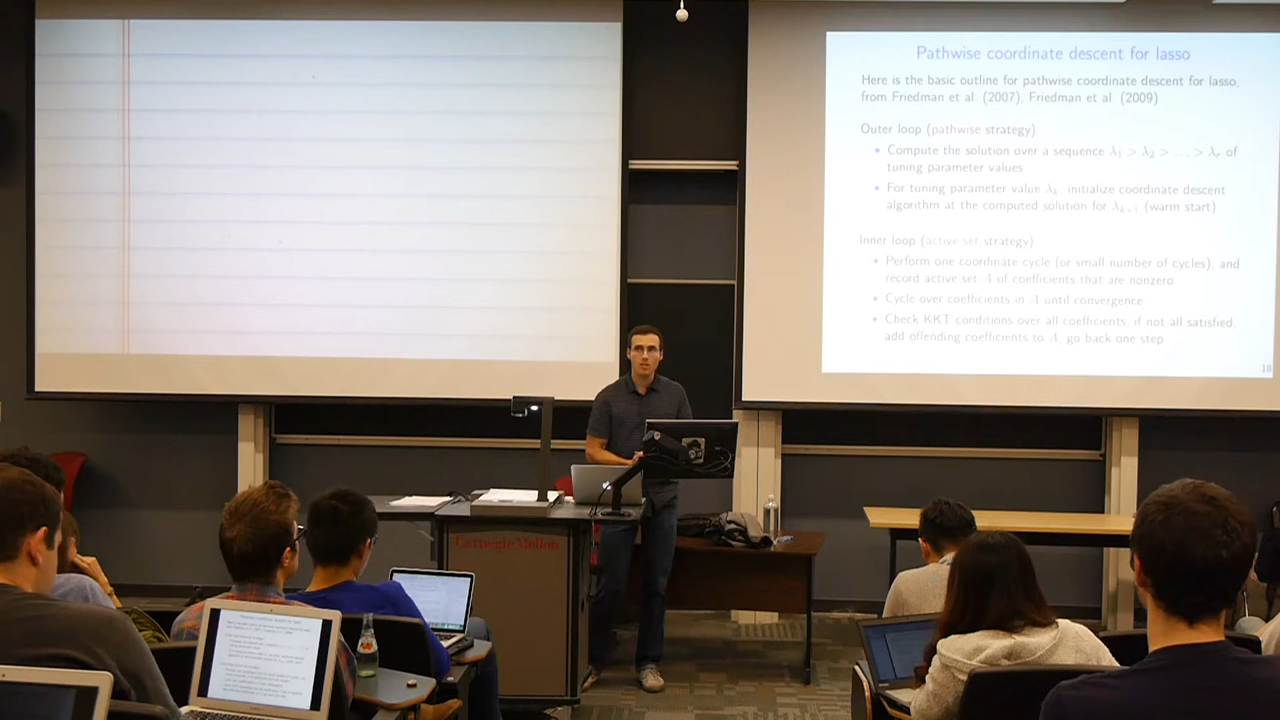 Pathwise coordinate descent for lasso
Here is the basic outline for pathwise coordinate descent for lasso,
from Friedman et al. (2007), Friedman et al. (2009)
Outer loop (pathwise strategy)
• Compute the solution over a sequence λ₁ > λ₂ > … > λᵣ of
tuning parameter values
• For tuning parameter value λₖ, initialize coordinate descent
algorithm at the computed solution for λₖ₊₁ (warm start)
Inner loop (active set strategy)
• Perform one coordinate cycle (or small number of cycles), and
record active set A of coefficients that are nonzero
• Cycle over coefficients in A until convergence
• Check KKT conditions over all coefficients, if not all satisfied,
add offending coefficients to A, go back one step
18
Carnegie Mellon